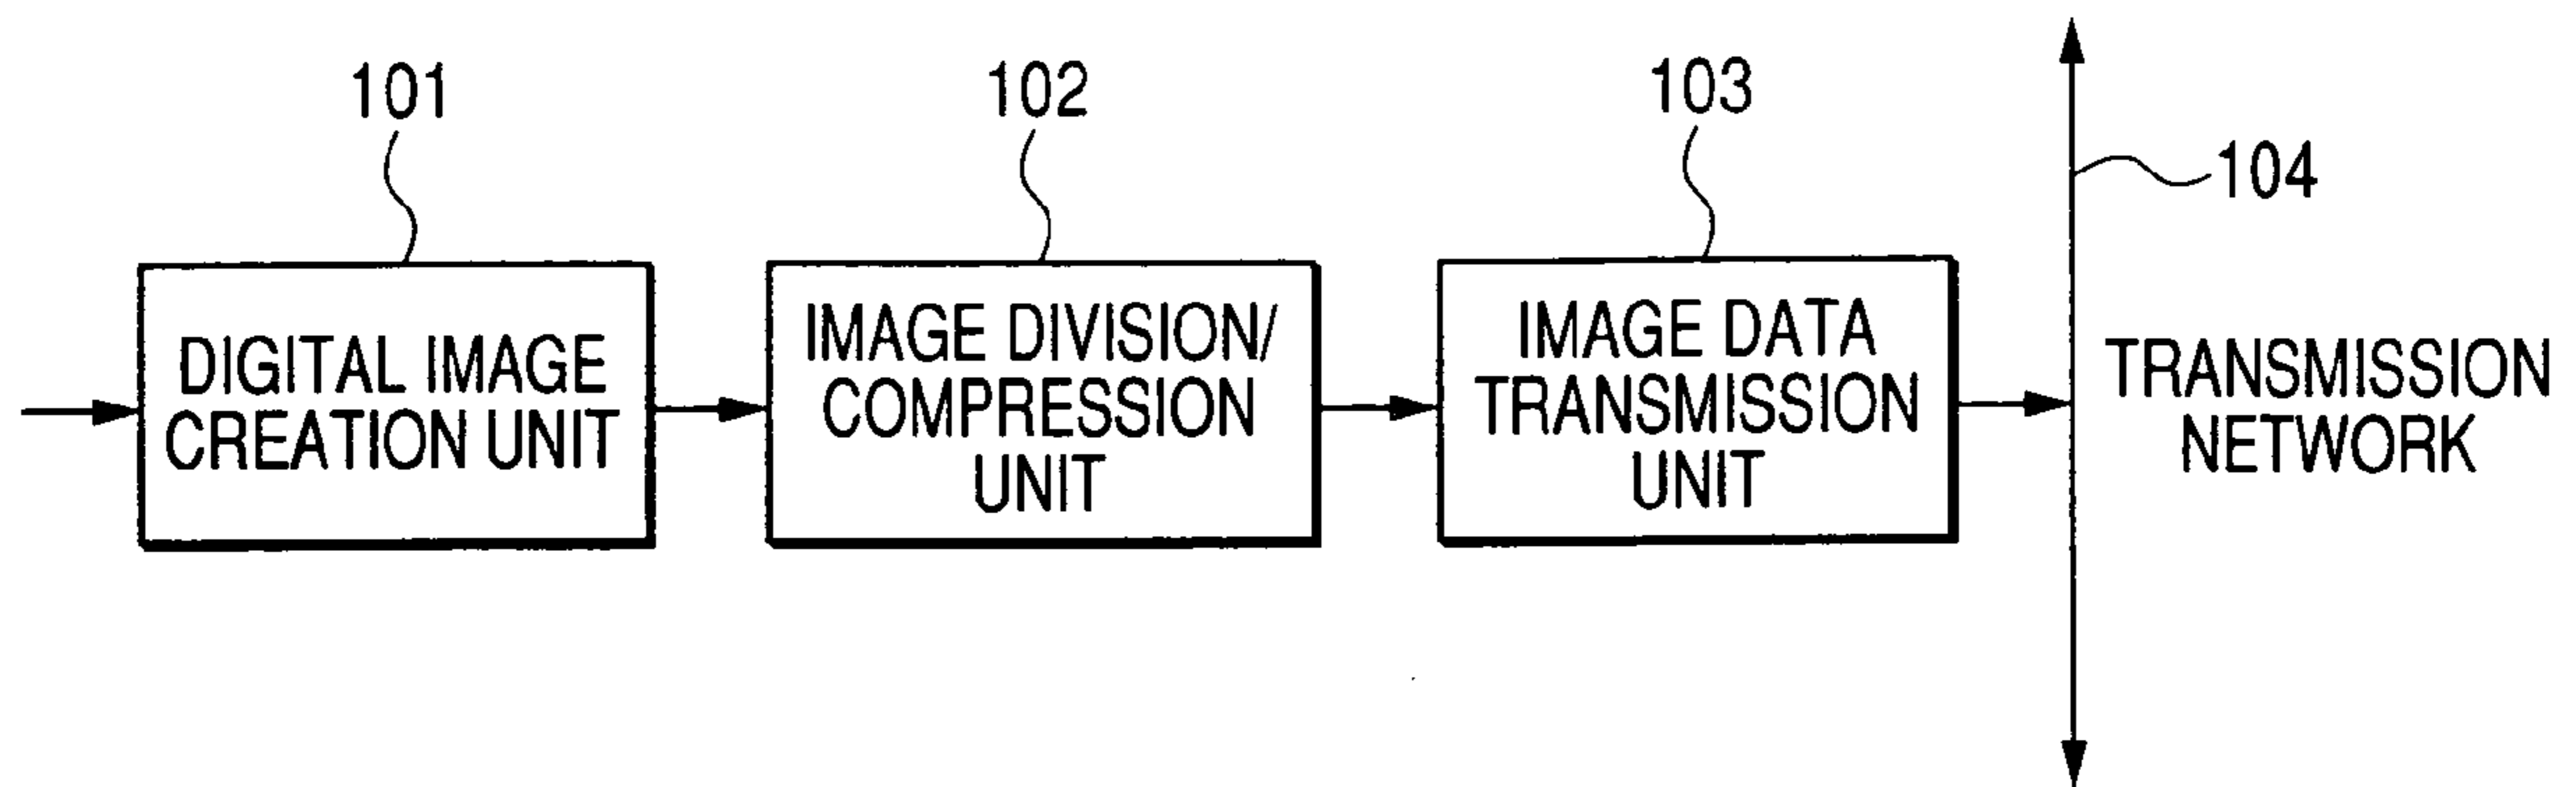 101
102
103
104
DIGITAL IMAGE
CREATION UNIT
IMAGE DIVISION/
COMPRESSION
UNIT
IMAGE DATA
TRANSMISSION
UNIT
TRANSMISSION
NETWORK